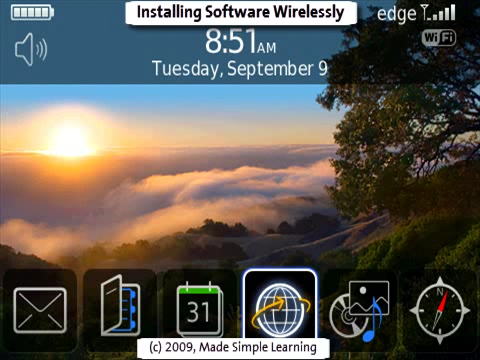 Installing Software Wirelessly
edge
8:51AM
WiFi
Tuesday, September 9
31
N
(c) 2009, Made Simple Learning